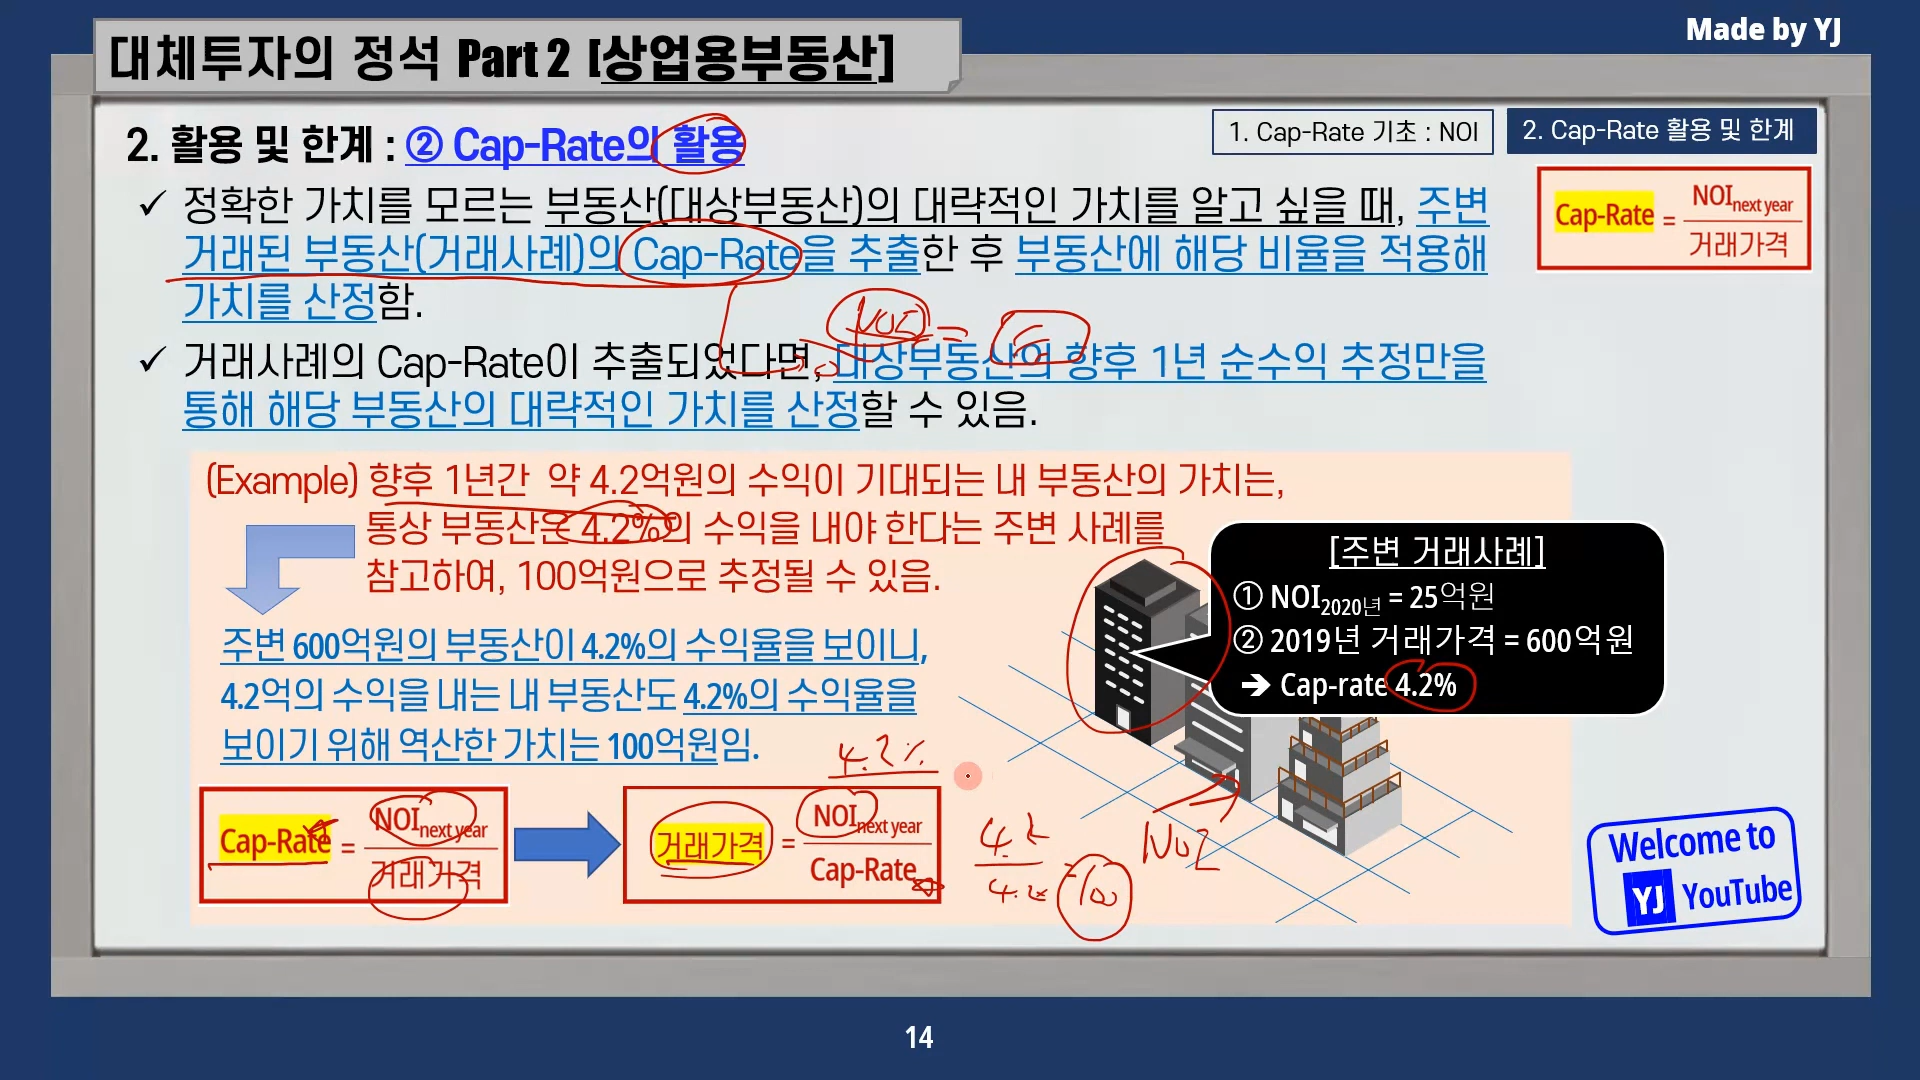 Made by YJ
대체투자의 정석 Part 2 [상업용부동산]
2. 활용 및 한계 : ② Cap-Rate의 활용
1. Cap-Rate 기초 : NOI
2. Cap-Rate 활용 및 한계
✓ 정확한 가치를 모르는 부동산(대상부동산)의 대략적인 가치를 알고 싶을 때, 주변
거래된 부동산(거래사례)의 Cap-Rate을 추출한 후 부동산에 해당 비율을 적용해
가치를 산정함.
Cap-Rate = NOI next year
거래가격
✓ 거래사례의 Cap-Rate이 추출되었다면, 대상부동산의 향후 1년 순수익 추정만을
통해 해당 부동산의 대략적인 가치를 산정할 수 있음.
(Example) 향후 1년간 약 4.2억원의 수익이 기대되는 내 부동산의 가치는,
통상 부동산은 4.2%의 수익을 내야 한다는 주변 사례를
참고하여, 100억원으로 추정될 수 있음.
주변 600억원의 부동산이 4.2%의 수익율을 보이니,
4.2억의 수익을 내는 내 부동산도 4.2%의 수익율을
보이기 위해 역산한 가치는 100억원임.
[주변 거래사례]
① NOI2020년 = 25억원
② 2019년 거래가격 = 600억원
➔ Cap-rate 4.2%
4.2%
Cap-Rate = NOI next year
거래가격
거래가격 = NOI next year
Cap-Rate
= 100
Welcome to
YJ YouTube
14